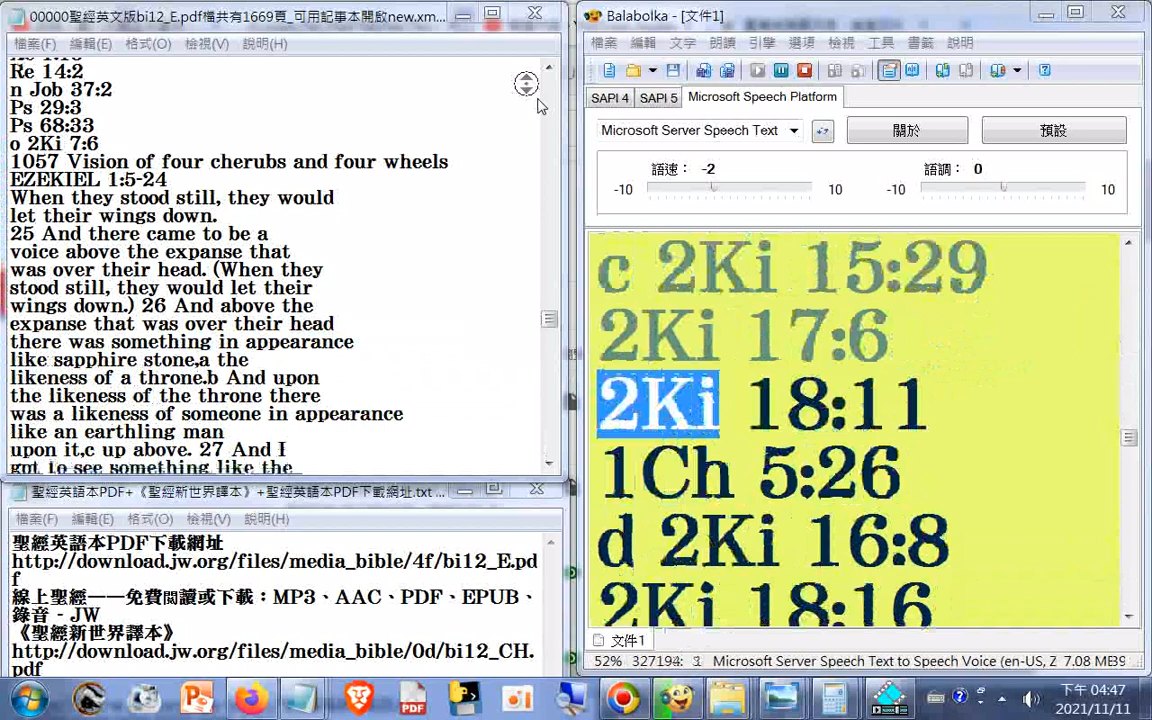 00000聖經英文版bi12_E.pdf檔共有1669頁_可用記事本開啟new.xm...
檔案(F) 編輯(E) 格式(O) 檢視(V) 說明(H)
Re 14:2
n Job 37:2
Ps 29:3
Ps 68:33
o 2Ki 7:6
1057 Vision of four cherubs and four wheels
EZEKIEL 1:5-24
When they stood still, they would
let their wings down.
25 And there came to be a
voice above the expanse that
was over their head. (When they
stood still, they would let their
wings down.) 26 And above the
expanse that was over their head
there was something in appearance
like sapphire stone,a the
likeness of a throne.b And upon
the likeness of the throne there
was a likeness of someone in appearance
like an earthling man
upon it,c up above. 27 And I
got to see something like the
聖經英語本PDF+《聖經新世界譯本》+聖經英語本PDF下載網址.txt ...
檔案(F) 編輯(E) 格式(O) 檢視(V) 說明(H)
聖經英語本PDF下載網址
http://download.jw.org/files/media_bible/4f/bi12_E.pd
f
線上聖經——免費閱讀或下載：MP3、AAC、PDF、EPUB、
錄音 - JW
《聖經新世界譯本》
http://download.jw.org/files/media_bible/0d/bi12_CH.
pdf
Balabolka - [文件1]
檔案 編輯 文字 朗讀 引擎 選項 檢視 工具 書籤 說明
SAPI 4 SAPI 5 Microsoft Speech Platform
Microsoft Server Speech Text 關於 預設
語速： -2 語調： 0
-10 10 -10 10
c 2Ki 15:29
2Ki 17:6
2Ki 18:11
1Ch 5:26
d 2Ki 16:8
2Ki 18:16
文件1
52% 327194: 1 Microsoft Server Speech Text to Speech Voice (en-US, Z 7.08 MB
下午 04:47
2021/11/11